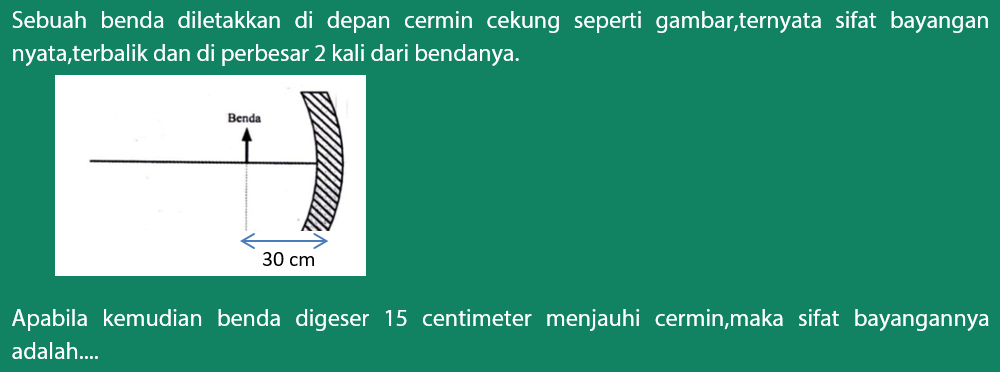 Sebuah benda diletakkan di depan cermin cekung seperti gambar,ternyata sifat bayangan
nyata,terbalik dan di perbesar 2 kali dari bendanya.
Benda
30 cm
Apabila kemudian benda digeser 15 centimeter menjauhi cermin,maka sifat bayangannya
adalah....